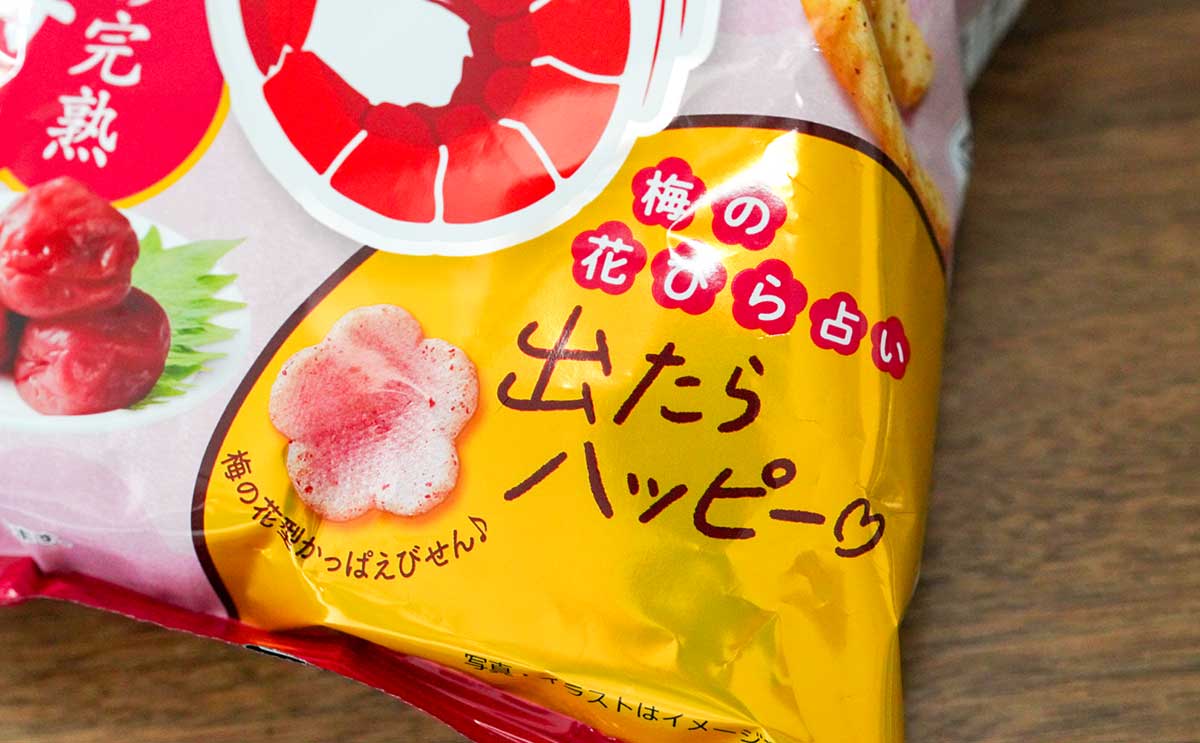 完熟
梅の
花びら占い
出たら
ハッピー♡
梅の花型かっぱえびせん♪
写真・イラストはイメージ